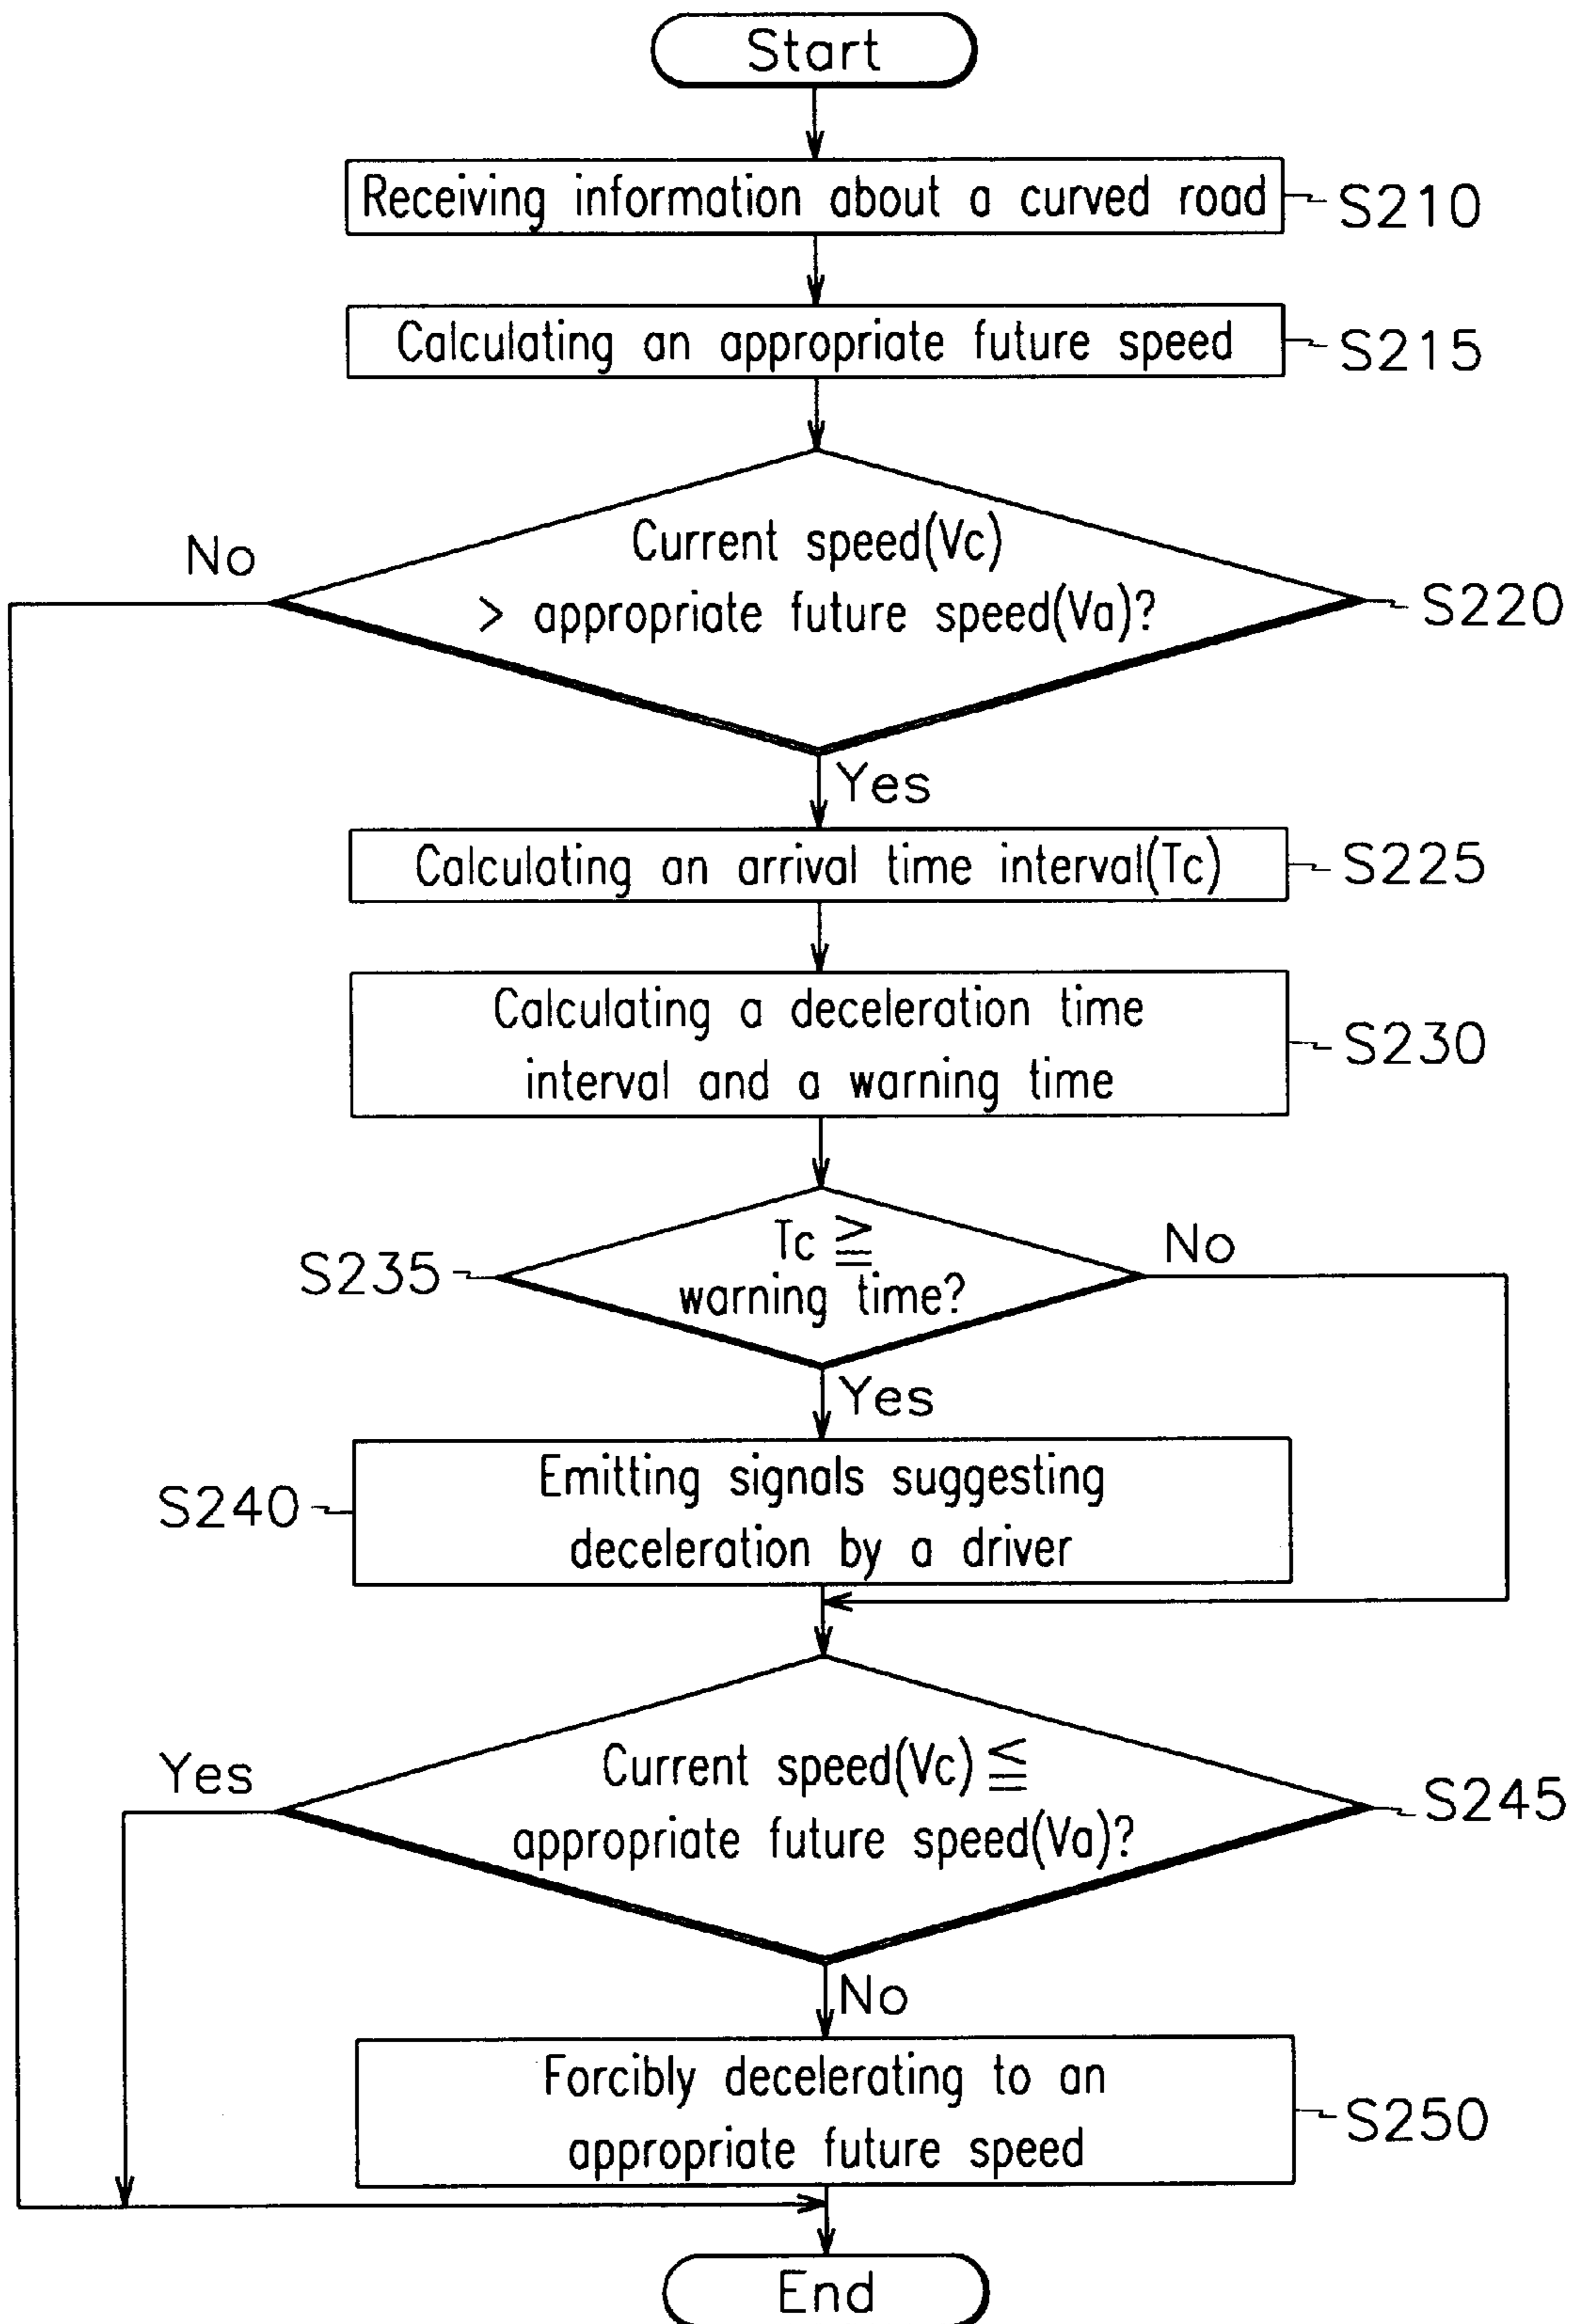 Start
Receiving information about a curved road
S210
Calculating an appropriate future speed
S215
No
Current speed(Vc)
> appropriate future speed(Va)?
S220
Yes
Calculating an arrival time interval(Tc)
S225
Calculating a deceleration time
interval and a warning time
S230
S235
Tc ≧
warning time?
No
Yes
S240
Emitting signals suggesting
deceleration by a driver
Yes
Current speed(Vc) ≦
appropriate future speed(Va)?
S245
No
Forcibly decelerating to an
appropriate future speed
S250
End